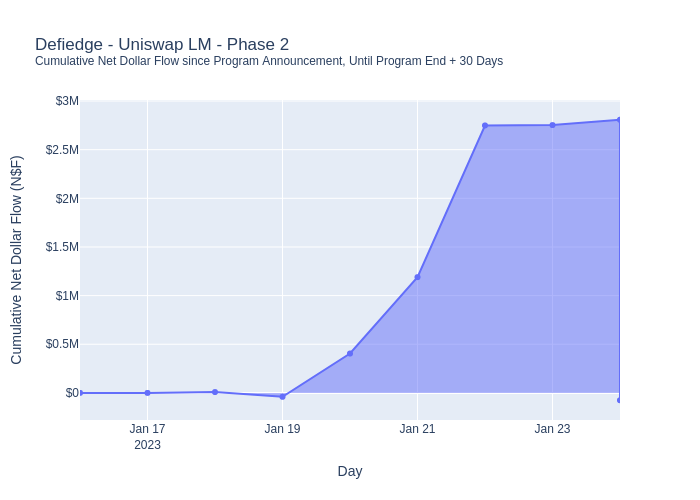 Defiedge - Uniswap LM - Phase 2
Cumulative Net Dollar Flow since Program Announcement, Until Program End + 30 Days
Cumulative Net Dollar Flow (N$F)
$3M
$2.5M
$2M
$1.5M
$1M
$0.5M
$0
Jan 17
2023
Jan 19
Jan 21
Jan 23
Day